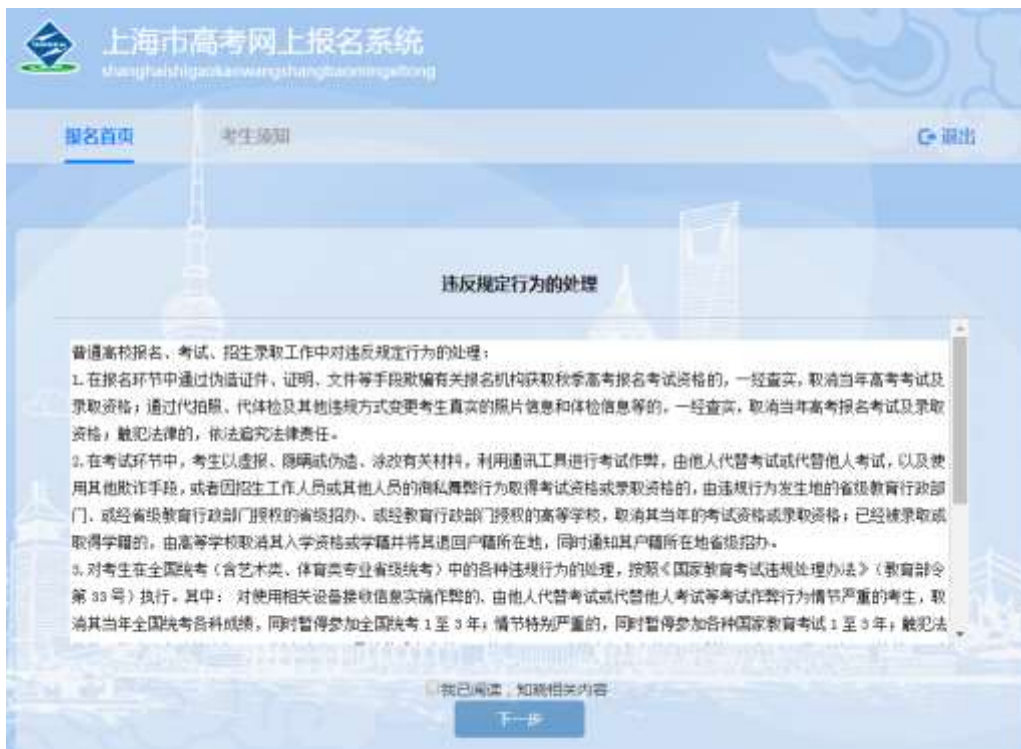 上海市高考网上报名系统
shanghaishigaokaowangshangbaomingxitong
报名首页
考生须知
退出
违反规定行为的处理
普通高校报名、考试、招生录取工作中对违反规定行为的处理：
1.在报名环节中通过伪造证件、证明、文件等手段欺骗有关报名机构获取秋季高考报名考试资格的，一经查实，取消当年高考考试及
录取资格；通过代拍照、代体检及其他违规方式变更考生真实的照片信息和体检信息等的，一经查实，取消当年高考报名考试及录取
资格；触犯法律的，依法追究法律责任。
2.在考试环节中，考生以虚报、隐瞒或伪造、涂改有关材料，利用通讯工具进行考试作弊，由他人代替考试或代替他人考试，以及使
用其他欺诈手段，或者因招生工作人员或其他人员的徇私舞弊行为取得考试资格或录取资格的，由违规行为发生地的省级教育行政部
门、或经省级教育行政部门授权的省级招办、或经教育行政部门授权的高等学校，取消其当年的考试资格或录取资格；已经被录取或
取得学籍的，由高等学校取消其入学资格或学籍并将其退回户籍所在地，同时通知其户籍所在地省级招办。
3.对考生在全国统考（含艺术类、体育类专业省级统考）中的各种违规行为的处理，按照《国家教育考试违规处理办法》（教育部令
第 33 号）执行。其中： 对使用相关设备接收信息实施作弊的、由他人代替考试或代替他人考试等考试作弊行为情节严重的考生，取
消其当年全国统考各科成绩，同时暂停参加全国统考 1 至 3 年；情节特别严重的，同时暂停参加各种国家教育考试 1 至 3 年；触犯法
我已阅读，知晓相关内容
下一步